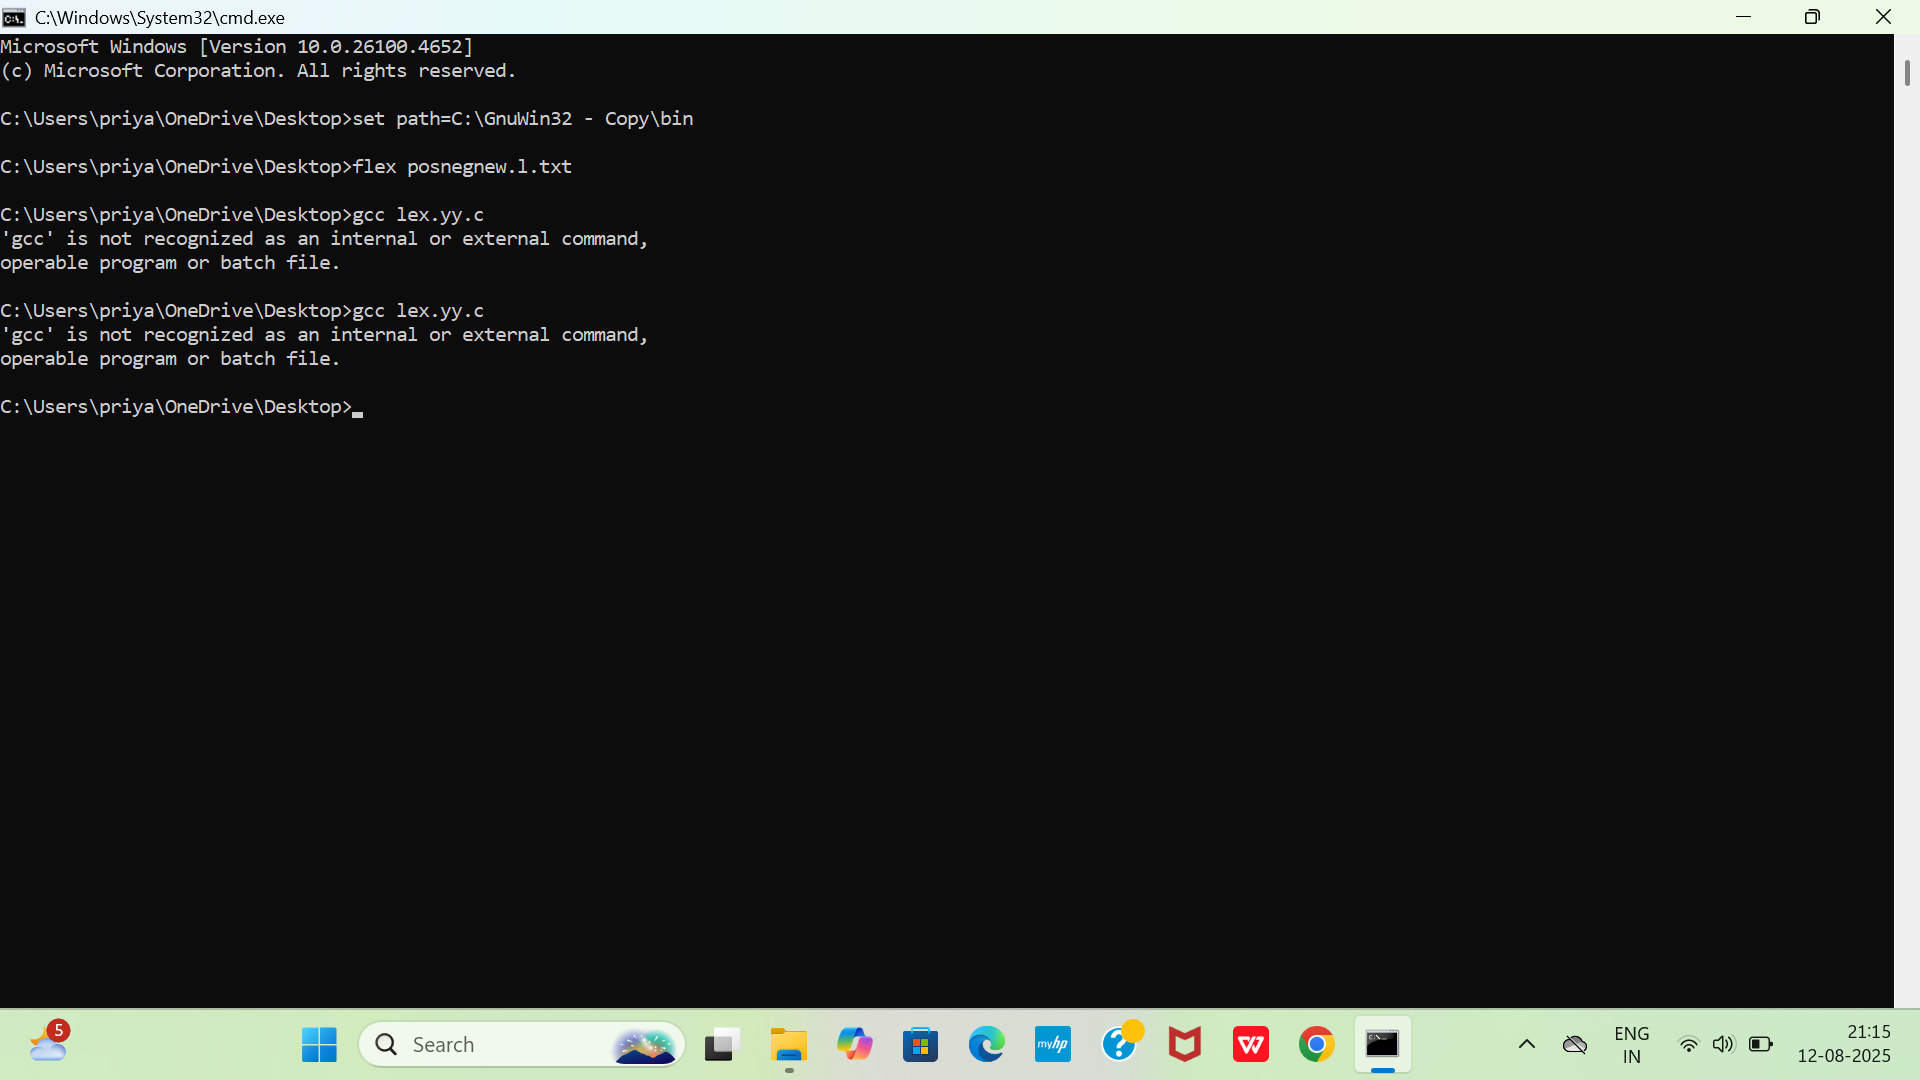 C:\Windows\System32\cmd.exe
Microsoft Windows [Version 10.0.26100.4652]
(c) Microsoft Corporation. All rights reserved.
C:\Users\priya\OneDrive\Desktop>set path=C:\GnuWin32 - Copy\bin
C:\Users\priya\OneDrive\Desktop>flex posnegnew.l.txt
C:\Users\priya\OneDrive\Desktop>gcc lex.yy.c
'gcc' is not recognized as an internal or external command,
operable program or batch file.
C:\Users\priya\OneDrive\Desktop>gcc lex.yy.c
'gcc' is not recognized as an internal or external command,
operable program or batch file.
C:\Users\priya\OneDrive\Desktop>
5
Search
myhp
ENG
IN
21:15
12-08-2025